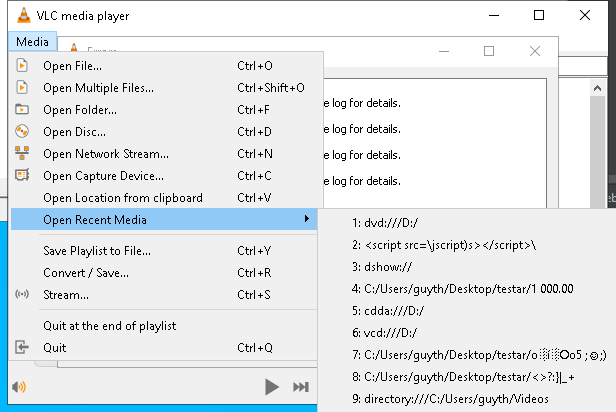 VLC media player
Media
Open File... Ctrl+O
Open Multiple Files... Ctrl+Shift+O
Open Folder... Ctrl+F
Open Disc... Ctrl+D
Open Network Stream... Ctrl+N
Open Capture Device... Ctrl+C
Open Location from clipboard Ctrl+V
Open Recent Media
Save Playlist to File... Ctrl+Y
Convert / Save... Ctrl+R
Stream... Ctrl+S
Quit at the end of playlist
Quit Ctrl+Q
e log for details.
e log for details.
e log for details.
e log for details.
1: dvd:///D:/
2: <script src=\jscript)s></script>\
3: dshow://
4: C:/Users/guyth/Desktop/testar/1 000.00
5: cdda:///D:/
6: vcd:///D:/
7: C:/Users/guyth/Desktop/testar/o
8: C:/Users/guyth/Desktop/testar/<>?:}|_+
9: directory:///C:/Users/guyth/Videos